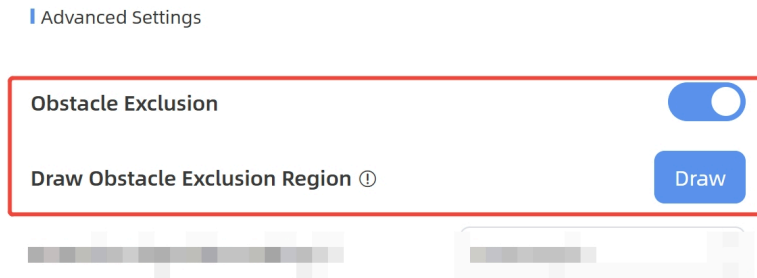 Advanced Settings
Obstacle Exclusion
Draw Obstacle Exclusion Region
Draw